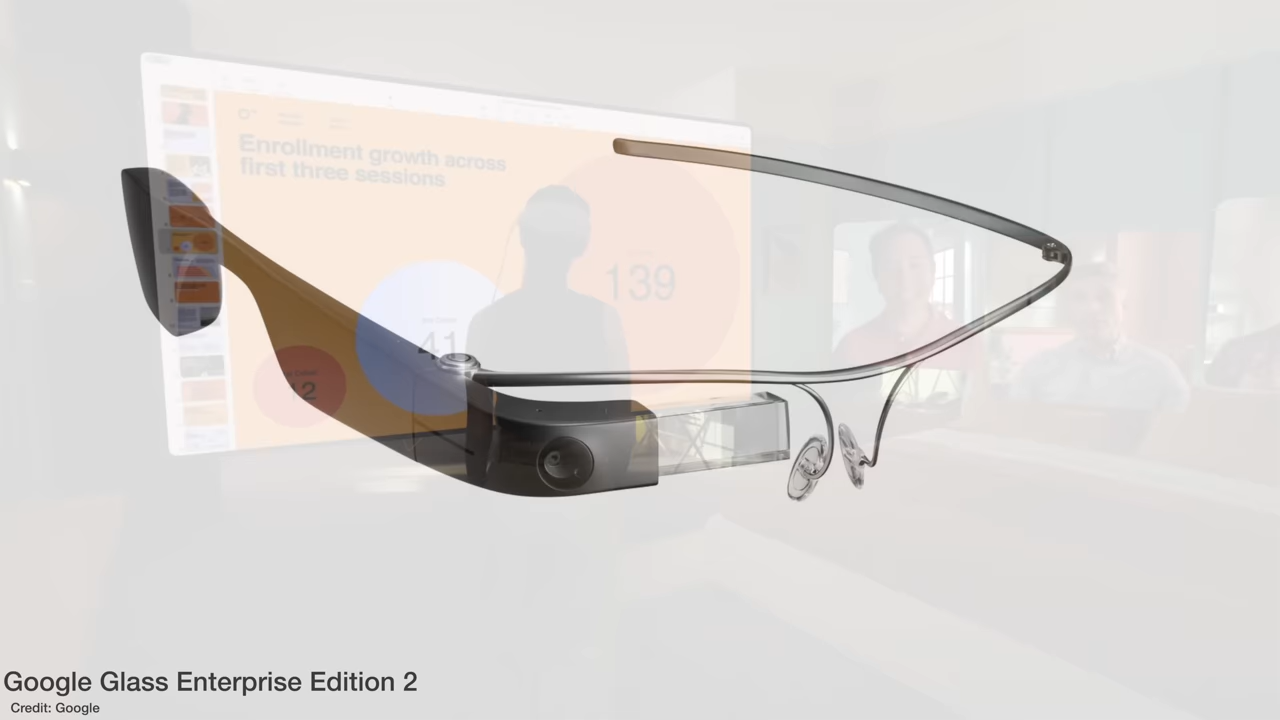 Enrollment growth across
first three sessions
139
41
12
Google Glass Enterprise Edition 2
Credit: Google